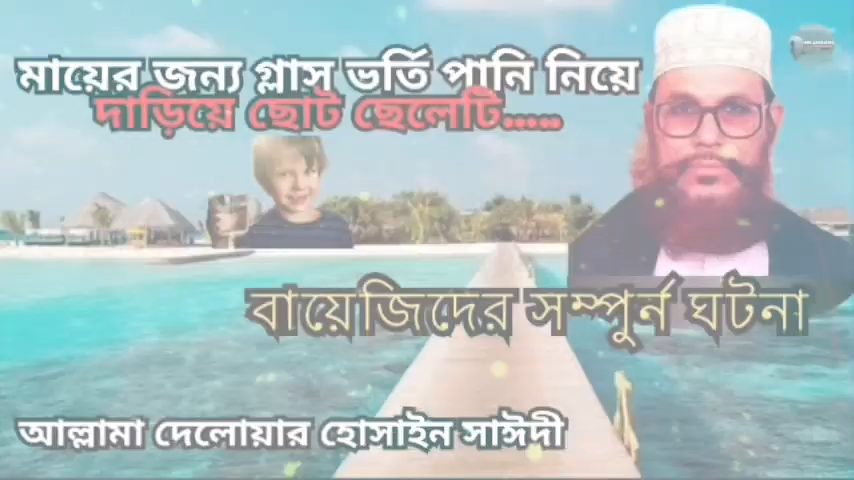 মায়ের জন্য গ্লাস ভর্তি পানি নিয়ে
দাড়িয়ে ছোট ছেলেটি.....
বায়েজিদের সম্পুর্ন ঘটনা
আল্লামা দেলোয়ার হোসাইন সাঈদী